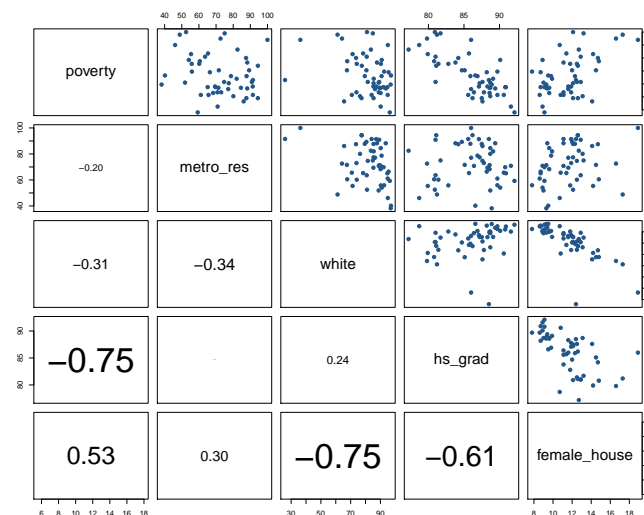 40 50 60 70 80 90 100
80 85 90
poverty
−0.20
metro_res
40 60 80 100
−0.31
−0.34
white
−0.75
0.24
hs_grad
80 85 90
0.53
0.30
−0.75
−0.61
female_house
6 8 10 12 14 16 18
30 50 70 90
8 10 12 14 16 18